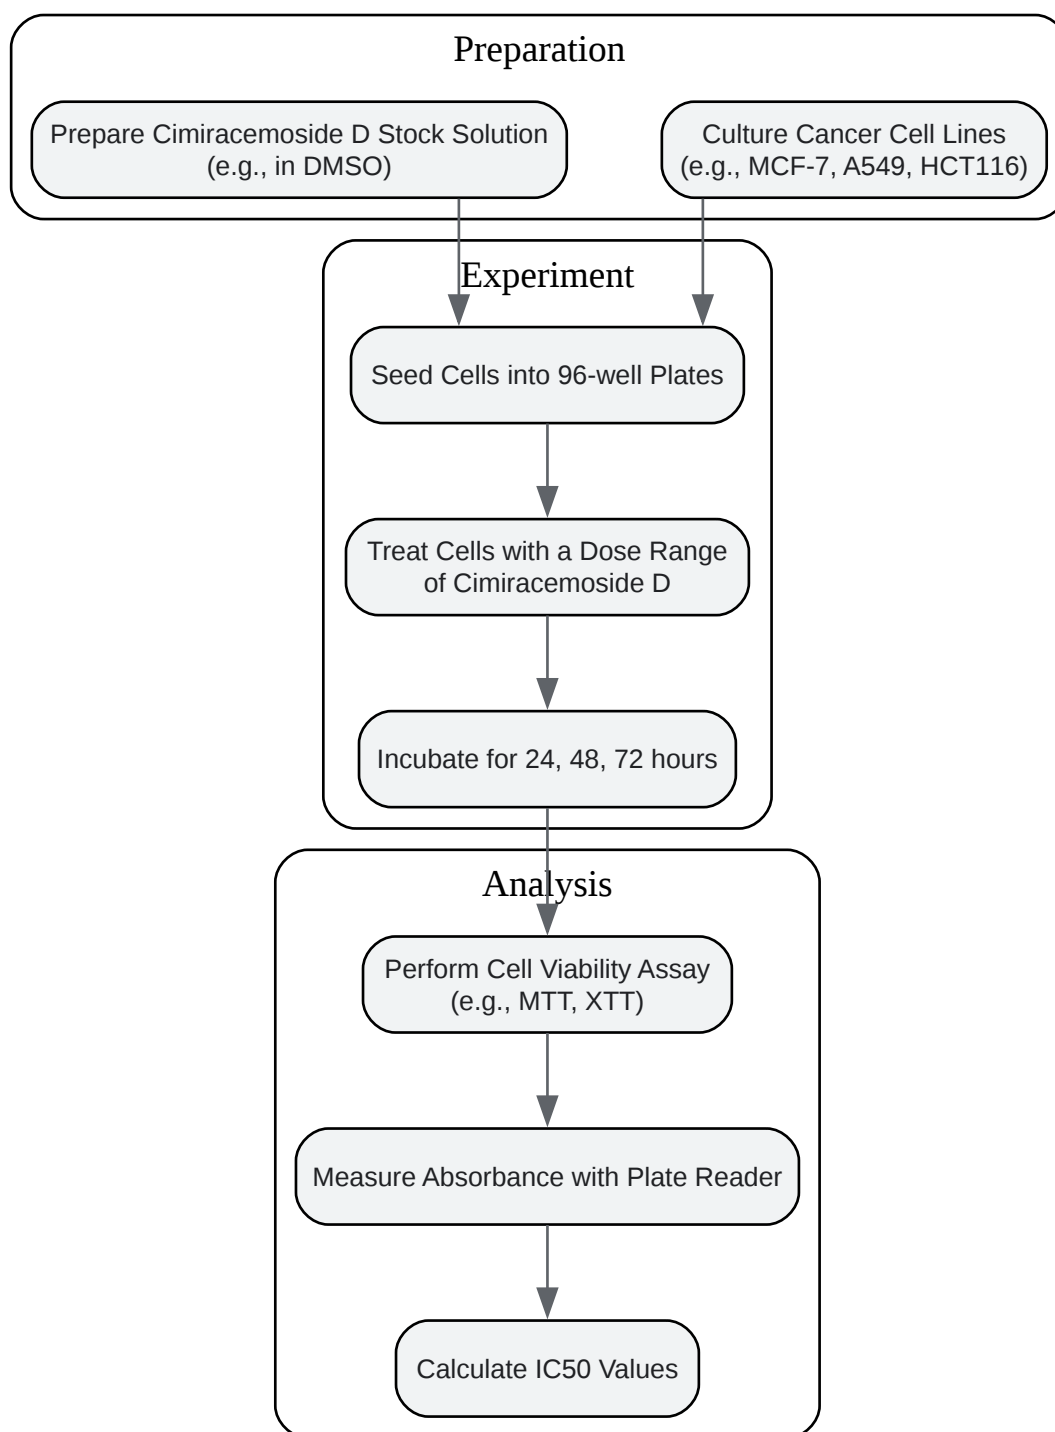 Preparation
Prepare Cimiracemoside D Stock Solution
(e.g., in DMSO)
Culture Cancer Cell Lines
(e.g., MCF-7, A549, HCT116)
Experiment
Seed Cells into 96-well Plates
Treat Cells with a Dose Range
of Cimiracemoside D
Incubate for 24, 48, 72 hours
Analysis
Perform Cell Viability Assay
(e.g., MTT, XTT)
Measure Absorbance with Plate Reader
Calculate IC50 Values